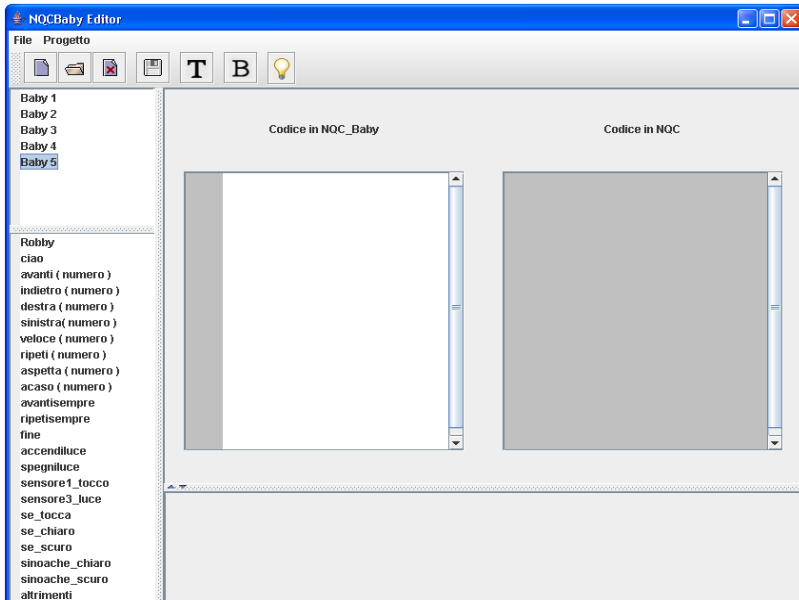 NQCBaby Editor
File Progetto
T B
Baby 1
Baby 2
Baby 3
Baby 4
Baby 5
Codice in NQC_Baby
Codice in NQC
Robby
ciao
avanti ( numero )
indietro ( numero )
destra ( numero )
sinistra( numero )
veloce ( numero )
ripeti ( numero )
aspetta ( numero )
acaso ( numero )
avantisempre
ripetisempre
fine
accendiluce
spegniluce
sensore1_tocco
sensore3_luce
se_tocca
se_chiaro
se_scuro
sinoache_chiaro
sinoache_scuro
altrimenti